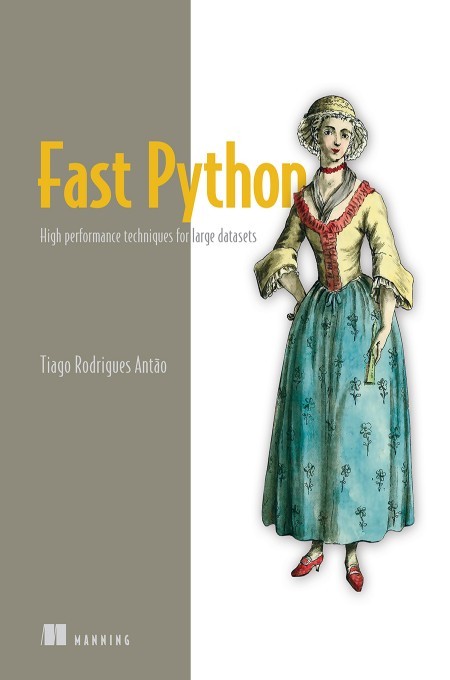 Fast Python
High performance techniques for large datasets
Tiago Rodrigues Antão
MANNING